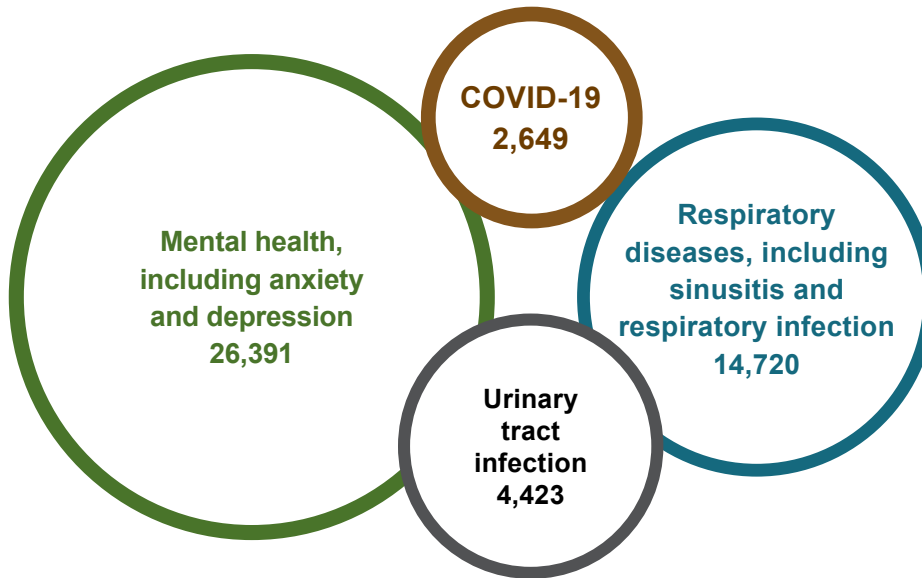 COVID-19
2,649
Mental health,
including anxiety
and depression
26,391
Respiratory
diseases, including
sinusitis and
respiratory infection
14,720
Urinary
tract
infection
4,423